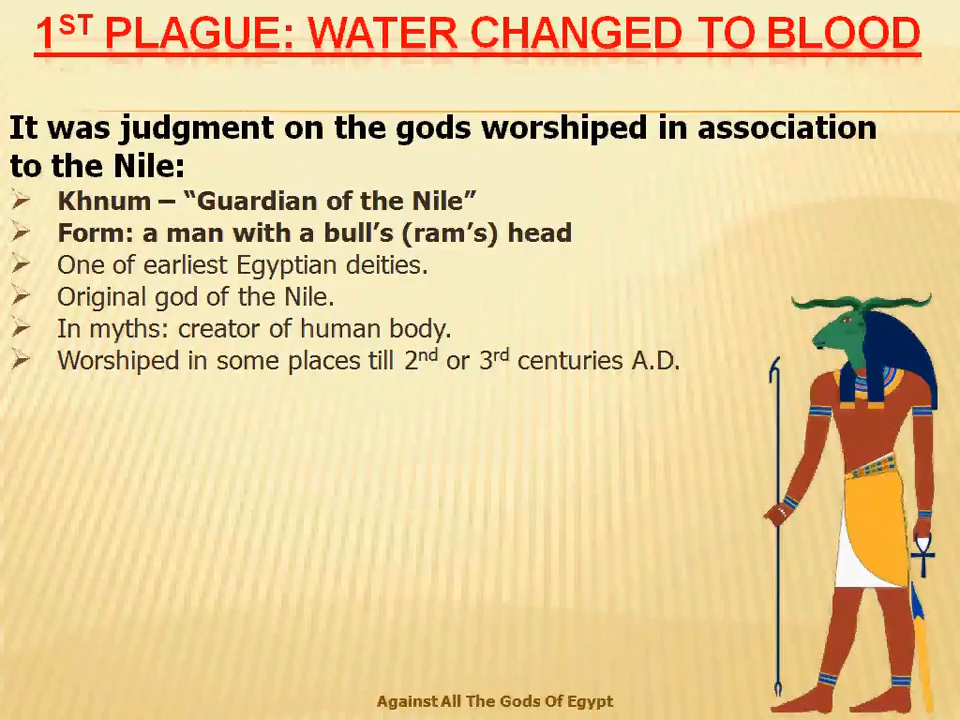 1ST PLAGUE: WATER CHANGED TO BLOOD
It was judgment on the gods worshiped in association
to the Nile:
Khnum – “Guardian of the Nile”
Form: a man with a bull’s (ram’s) head
One of earliest Egyptian deities.
Original god of the Nile.
In myths: creator of human body.
Worshiped in some places till 2nd or 3rd centuries A.D.
Against All The Gods Of Egypt